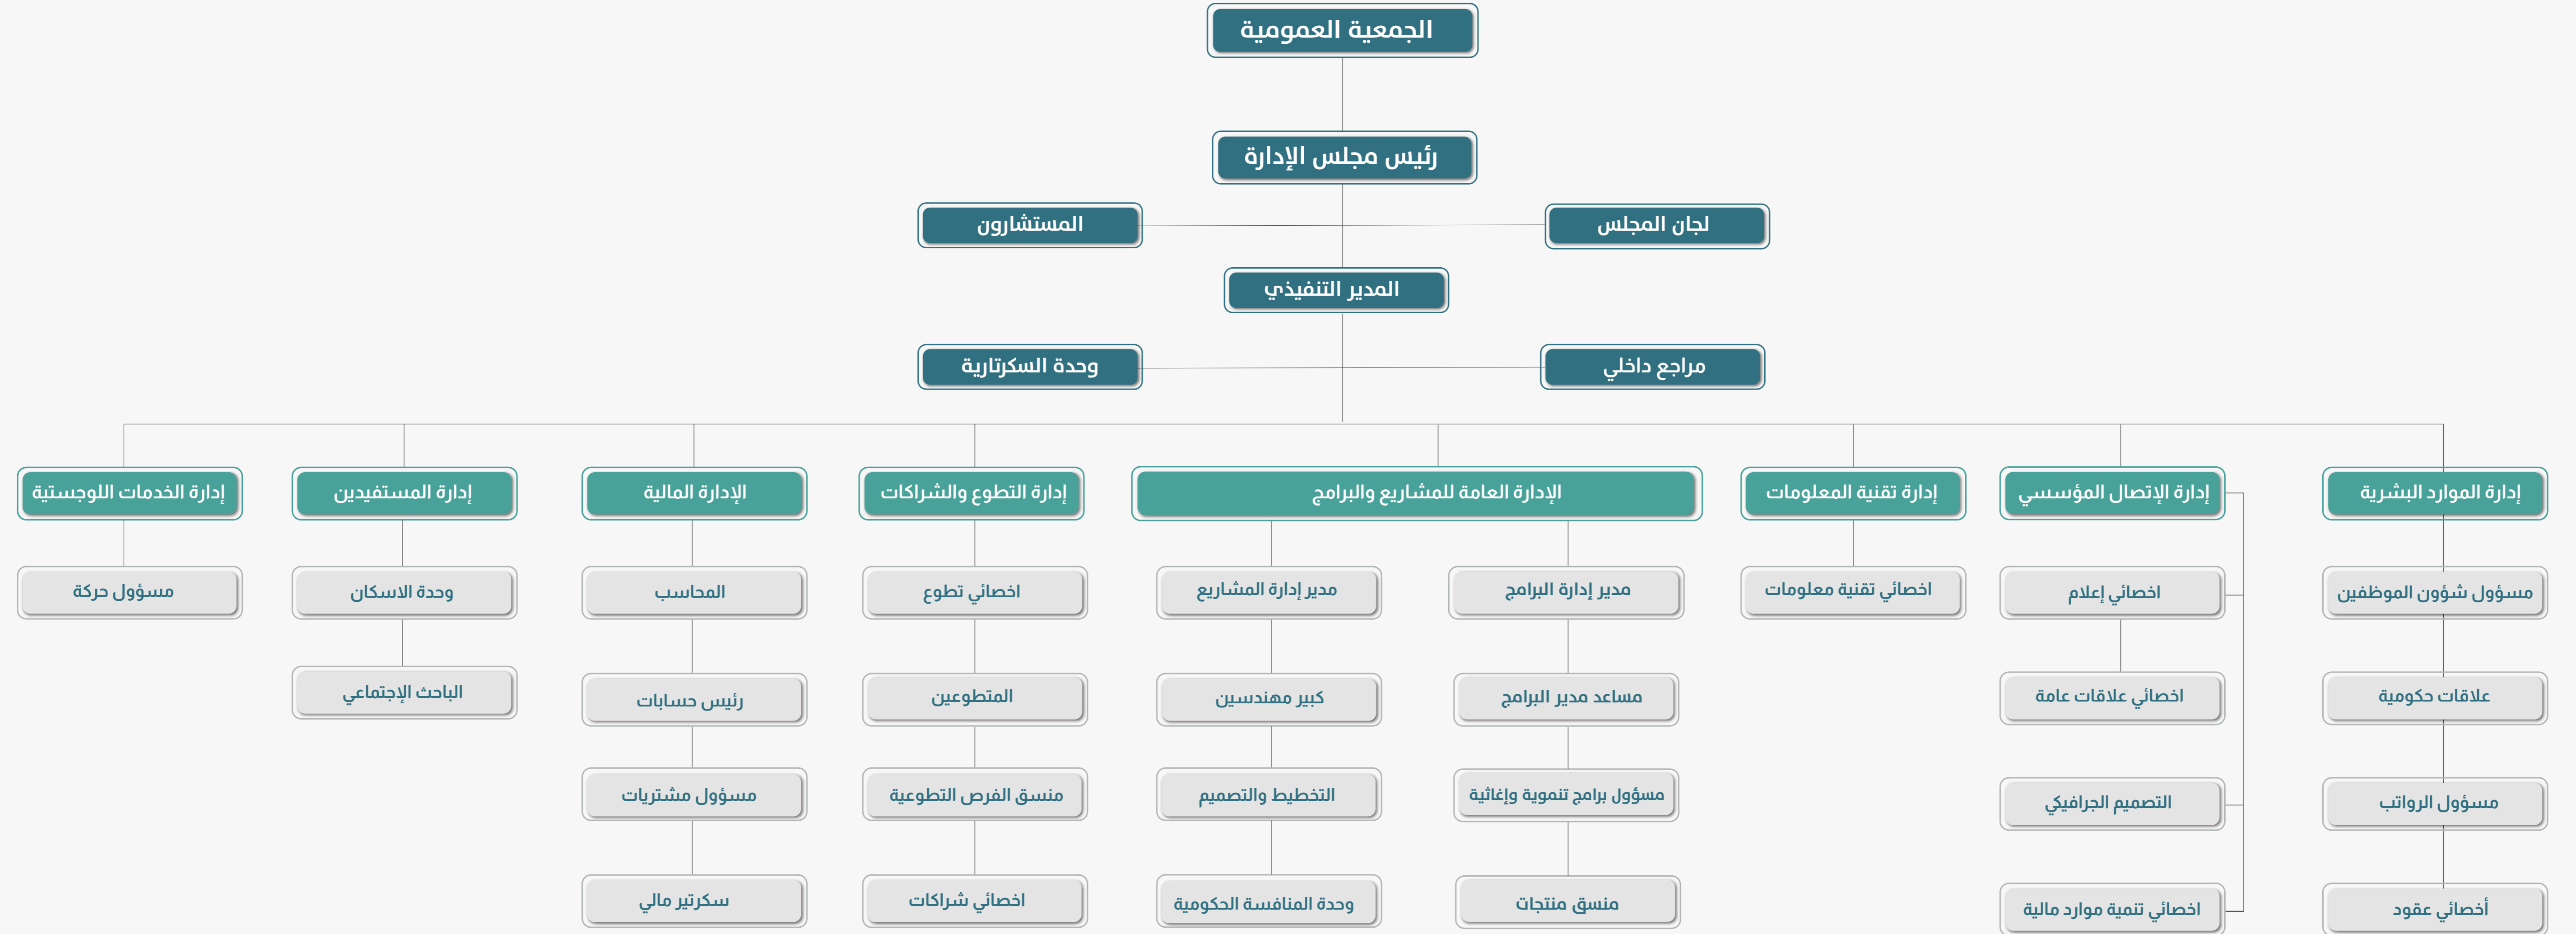 الجمعية العمومية
رئيس مجلس الإدارة
لجان المجلس
المستشارون
المدير التنفيذي
مراجع داخلي
وحدة السكرتارية
إدارة الموارد البشرية
إدارة الإتصال المؤسسي
إدارة تقنية المعلومات
الإدارة العامة للمشاريع والبرامج
إدارة التطوع والشراكات
الإدارة المالية
إدارة المستفيدين
إدارة الخدمات اللوجستية
مسؤول شؤون الموظفين
اخصائي إعلام
اخصائي تقنية معلومات
مدير إدارة البرامج
مدير إدارة المشاريع
اخصائي تطوع
المحاسب
وحدة الاسكان
مسؤول حركة
علاقات حكومية
اخصائي علاقات عامة
مساعد مدير البرامج
كبير مهندسين
المتطوعين
رئيس حسابات
الباحث الإجتماعي
مسؤول الرواتب
التصميم الجرافيكي
مسؤول برامج تنموية وإغاثية
التخطيط والتصميم
منسق الفرص التطوعية
مسؤول مشتريات
أخصائي عقود
اخصائي تنمية موارد مالية
منسق منتجات
وحدة المنافسة الحكومية
اخصائي شراكات
سكرتير مالي